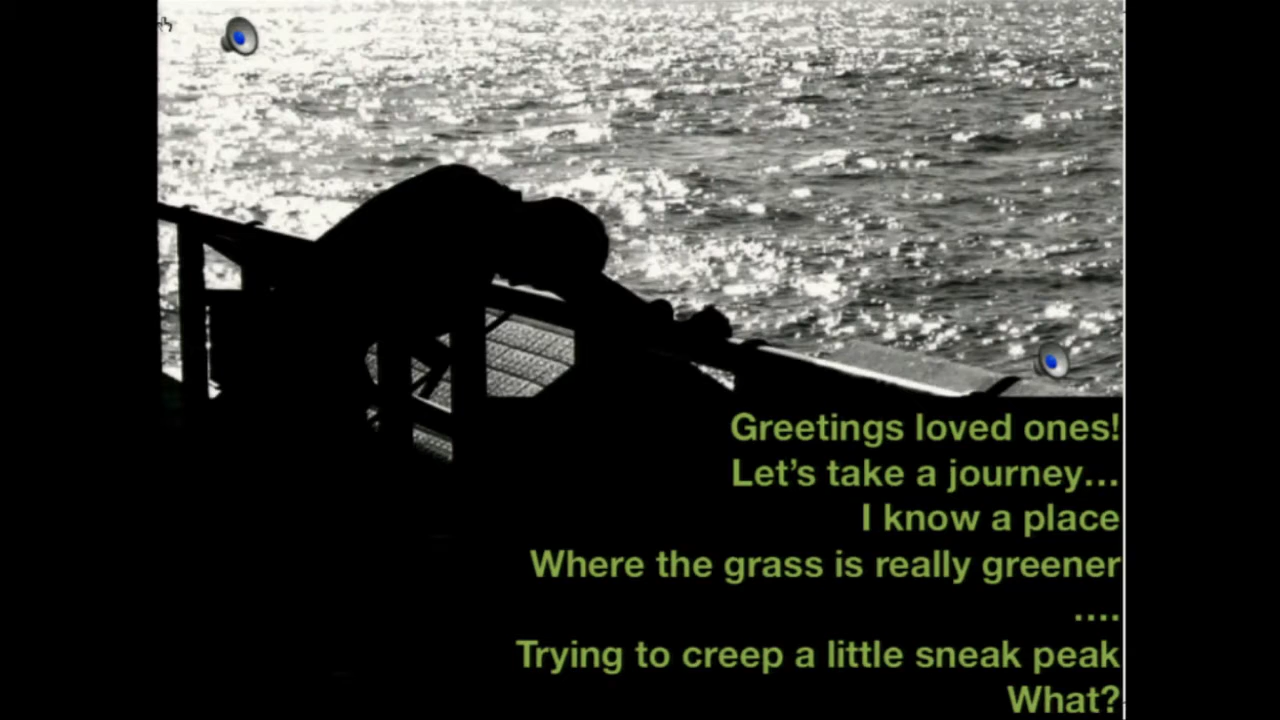 Greetings loved ones!
Let’s take a journey...
I know a place
Where the grass is really greener
....
Trying to creep a little sneak peak
What?